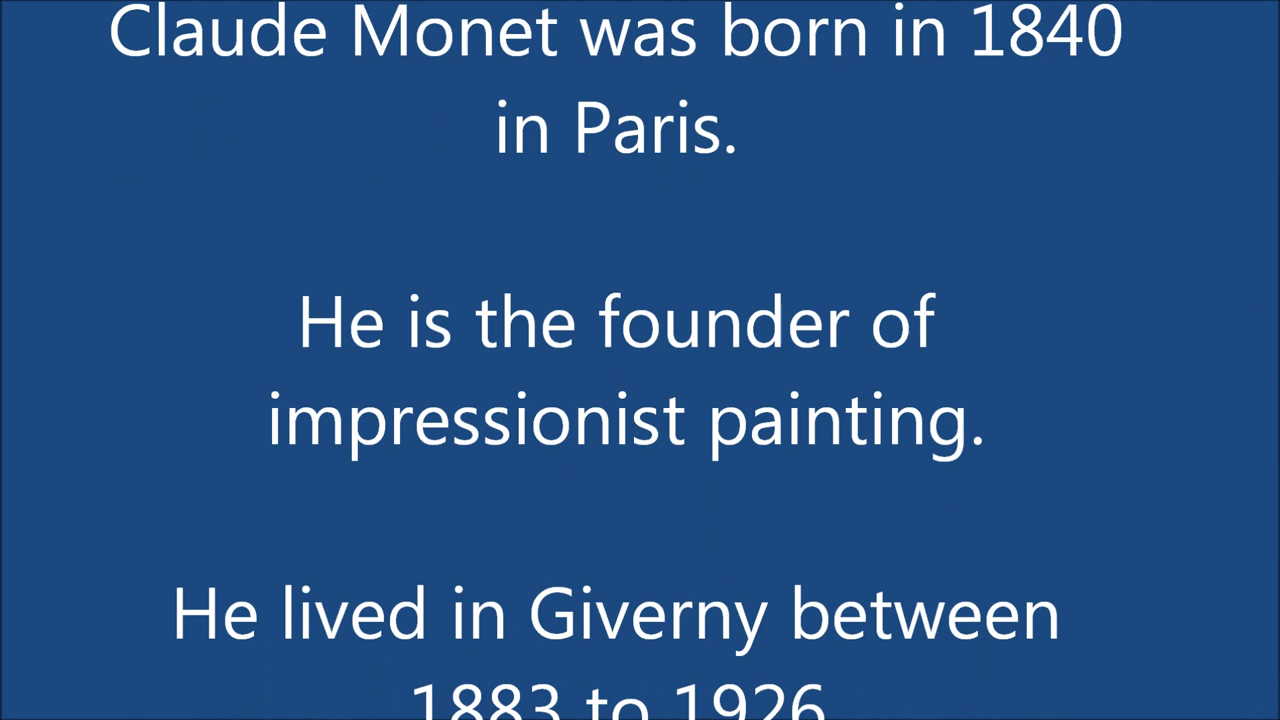 Claude Monet was born in 1840
in Paris.
He is the founder of
impressionist painting.
He lived in Giverny between
1883 to 1926